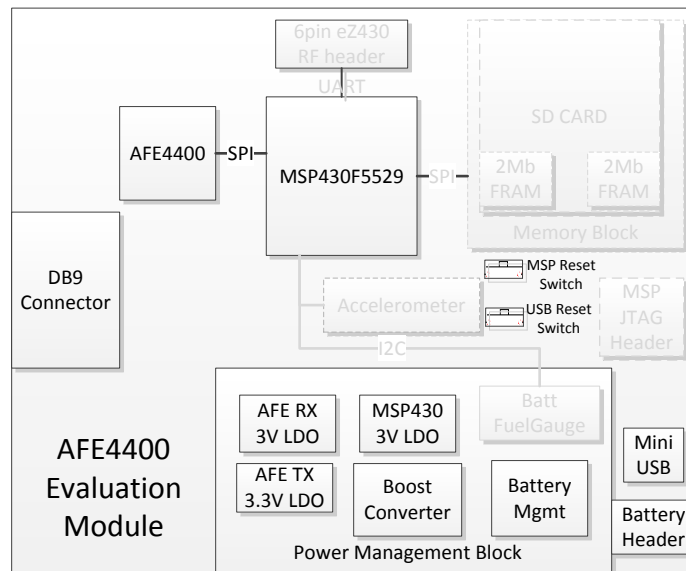 6pin eZ430
RF header
UART
SD CARD
AFE4400
SPI
MSP430F5529
SPI
2Mb
FRAM
2Mb
FRAM
Memory Block
DB9
Connector
MSP Reset
Switch
Accelerometer
USB Reset
Switch
MSP
JTAG
Header
I2C
Batt
FuelGauge
AFE RX
3V LDO
MSP430
3V LDO
AFE4400
Evaluation
Module
AFE TX
3.3V LDO
Boost
Converter
Battery
Mgmt
Mini
USB
Battery
Header
Power Management Block